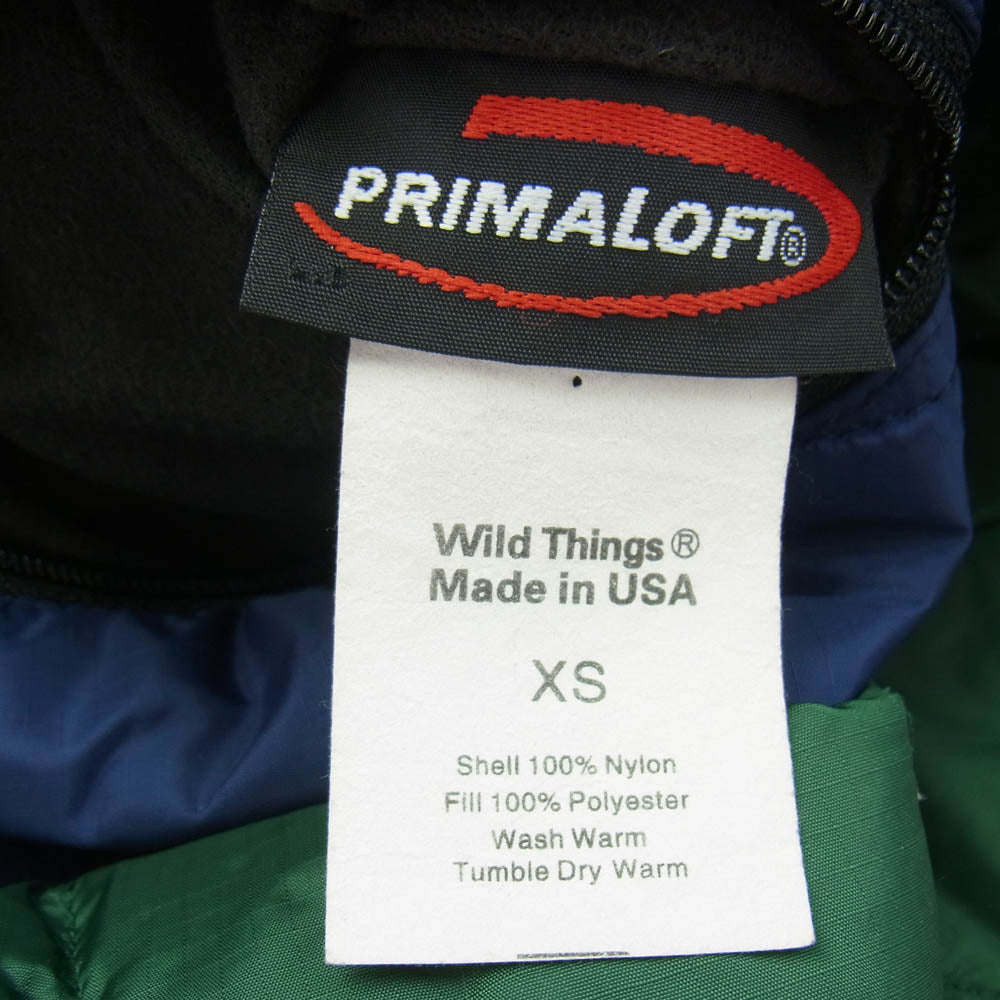 PRIMALOFT®
Wild Things®
Made in USA
XS
Shell 100% Nylon
Fill 100% Polyester
Wash Warm
Tumble Dry Warm